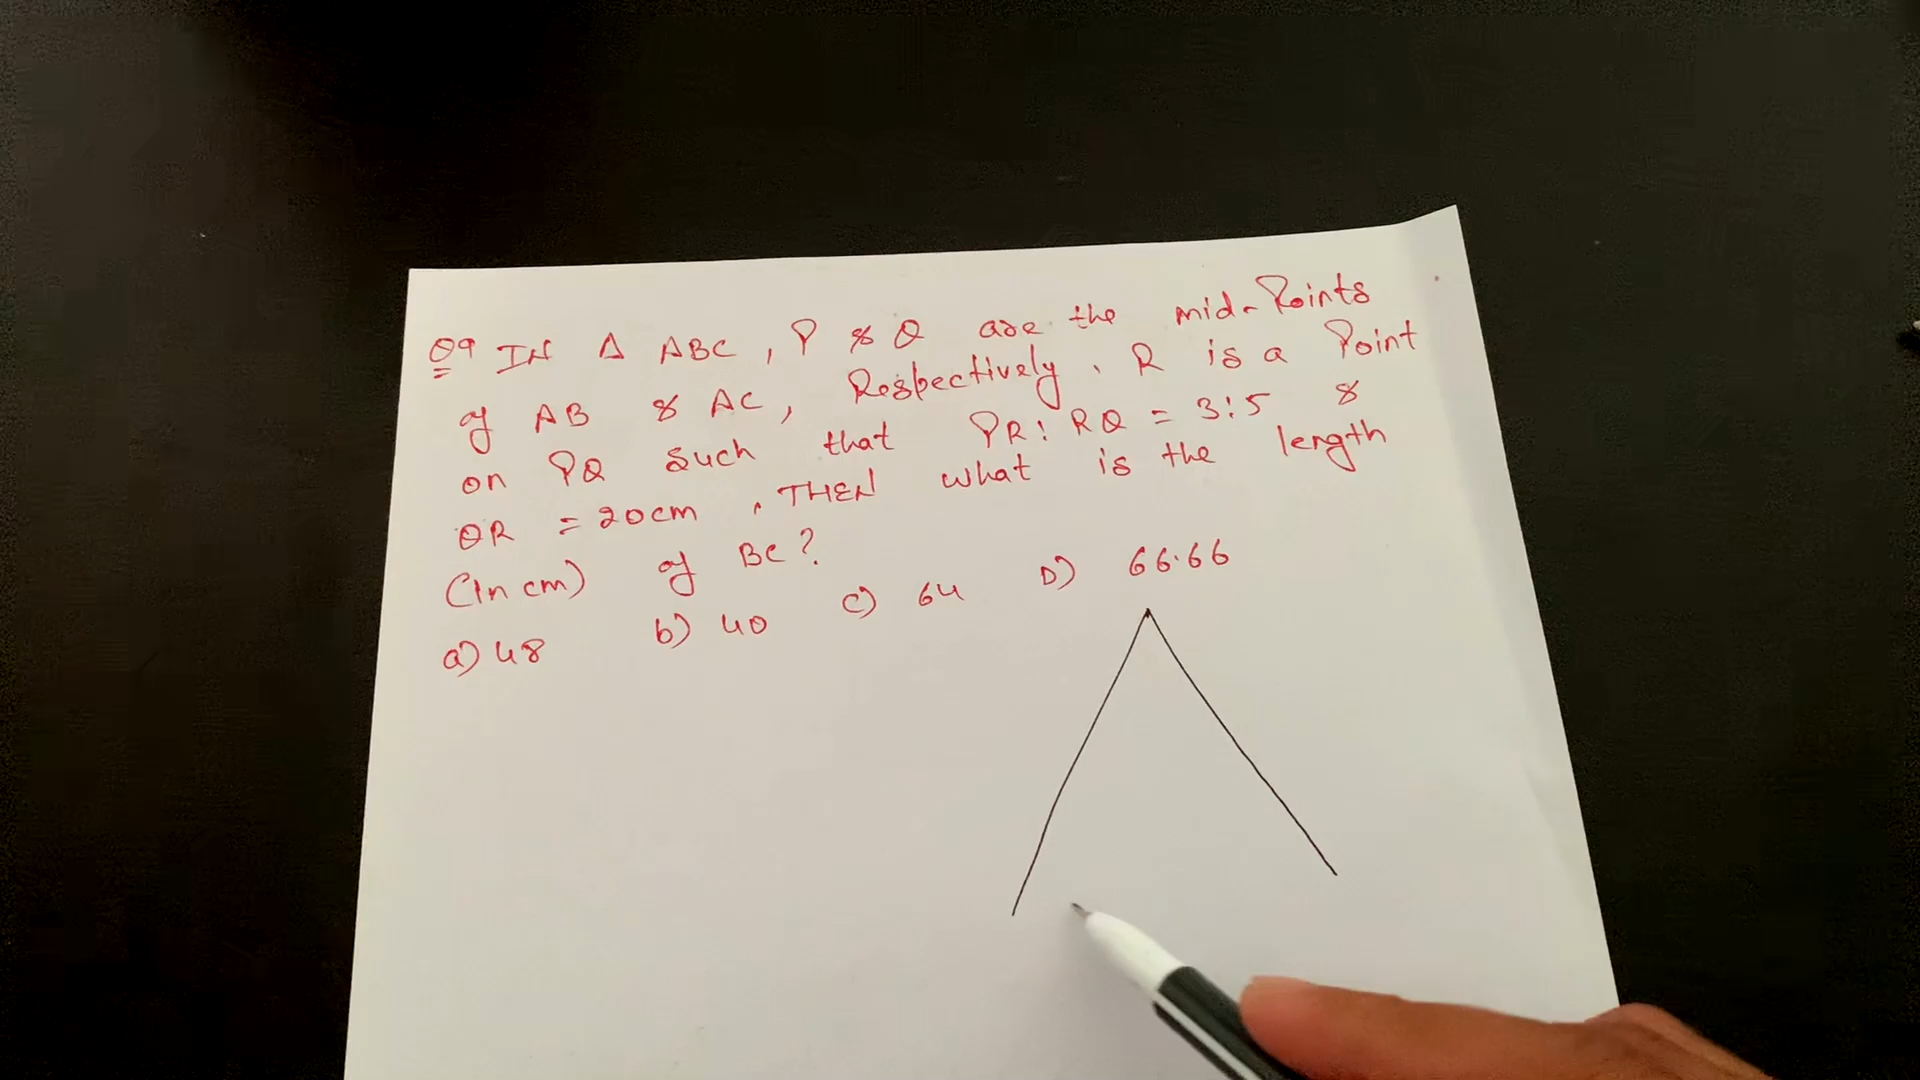 Q9 IN Δ ABC, P & Q are the mid-Points
of AB & AC, Respectively. R is a Point
on PQ such that PR:RQ = 3:5 &
QR = 20cm, THEN what is the length
(In cm) of BC?
a) 48 b) 40 c) 64 D) 66.66